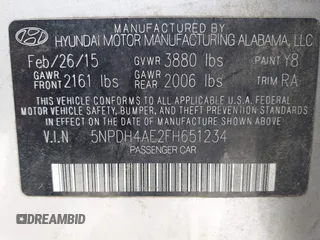 MANUFACTURED BY
HYUNDAI MOTOR MANUFACTURING ALABAMA, LLC
Feb/26/15 GVWR 3880 lbs PAINT Y8
GAWR FRONT 2161 lbs GAWR REAR 2006 lbs TRIM RA
THIS VEHICLE CONFORMS TO ALL APPLICABLE FEDERAL
MOTOR VEHICLE SAFETY, BUMPER, AND THEFT PREVENTION
STANDARDS IN EFFECT ON THE DATE OF MANUFACTURE SHOWN ABOVE.
V.I.N. 5NPDH4AE2FH651234
PASSENGER CAR
DREAMBID